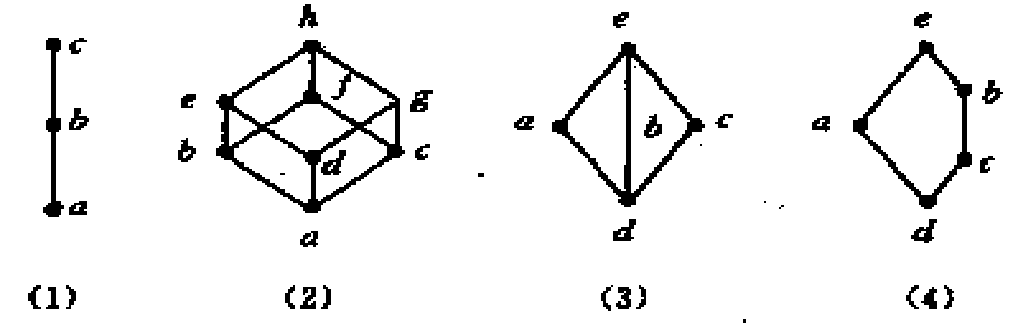 h e e
c
f
e g b
b a b c a
b d c c
a
a d d
(1) (2) (3) (4)